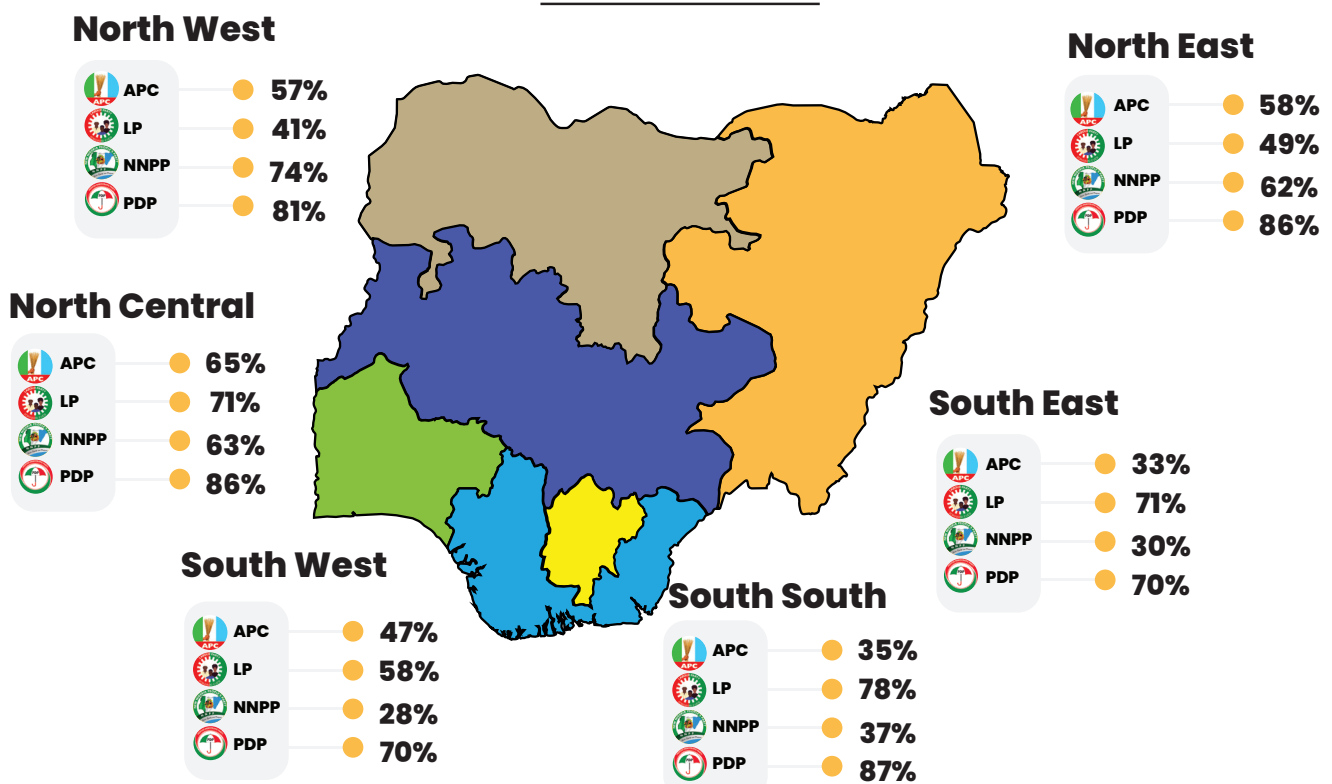 North West
APC 57%
LP 41%
NNPP 74%
PDP 81%
North East
APC 58%
LP 49%
NNPP 62%
PDP 86%
North Central
APC 65%
LP 71%
NNPP 63%
PDP 86%
South East
APC 33%
LP 71%
NNPP 30%
PDP 70%
South West
APC 47%
LP 58%
NNPP 28%
PDP 70%
South South
APC 35%
LP 78%
NNPP 37%
PDP 87%